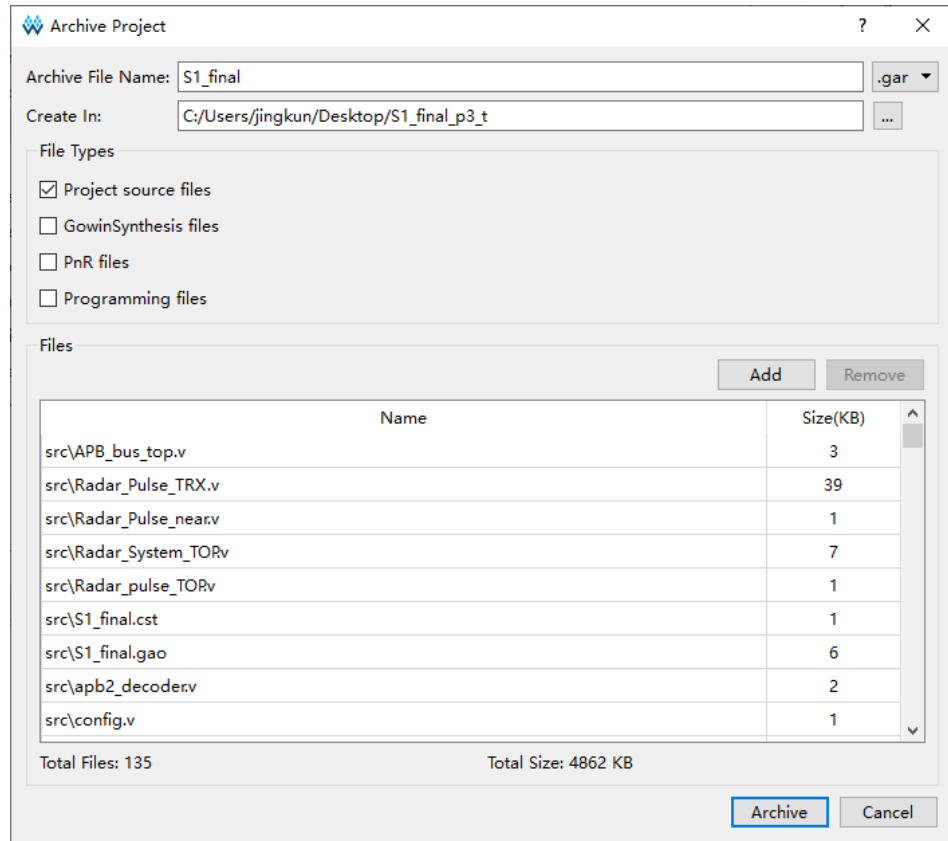 Archive Project ? ×
Archive File Name: S1_final .gar
Create In: C:/Users/jingkun/Desktop/S1_final_p3_t ...
File Types
Project source files
GowinSynthesis files
PnR files
Programming files
Files
Add Remove
Name Size(KB)
src\APB_bus_top.v 3
src\Radar_Pulse_TRX.v 39
src\Radar_Pulse_near.v 1
src\Radar_System_TOP.v 7
src\Radar_pulse_TOP.v 1
src\S1_final.cst 1
src\S1_final.gao 6
src\apb2_decoder.v 2
src\config.v 1
Total Files: 135 Total Size: 4862 KB
Archive Cancel